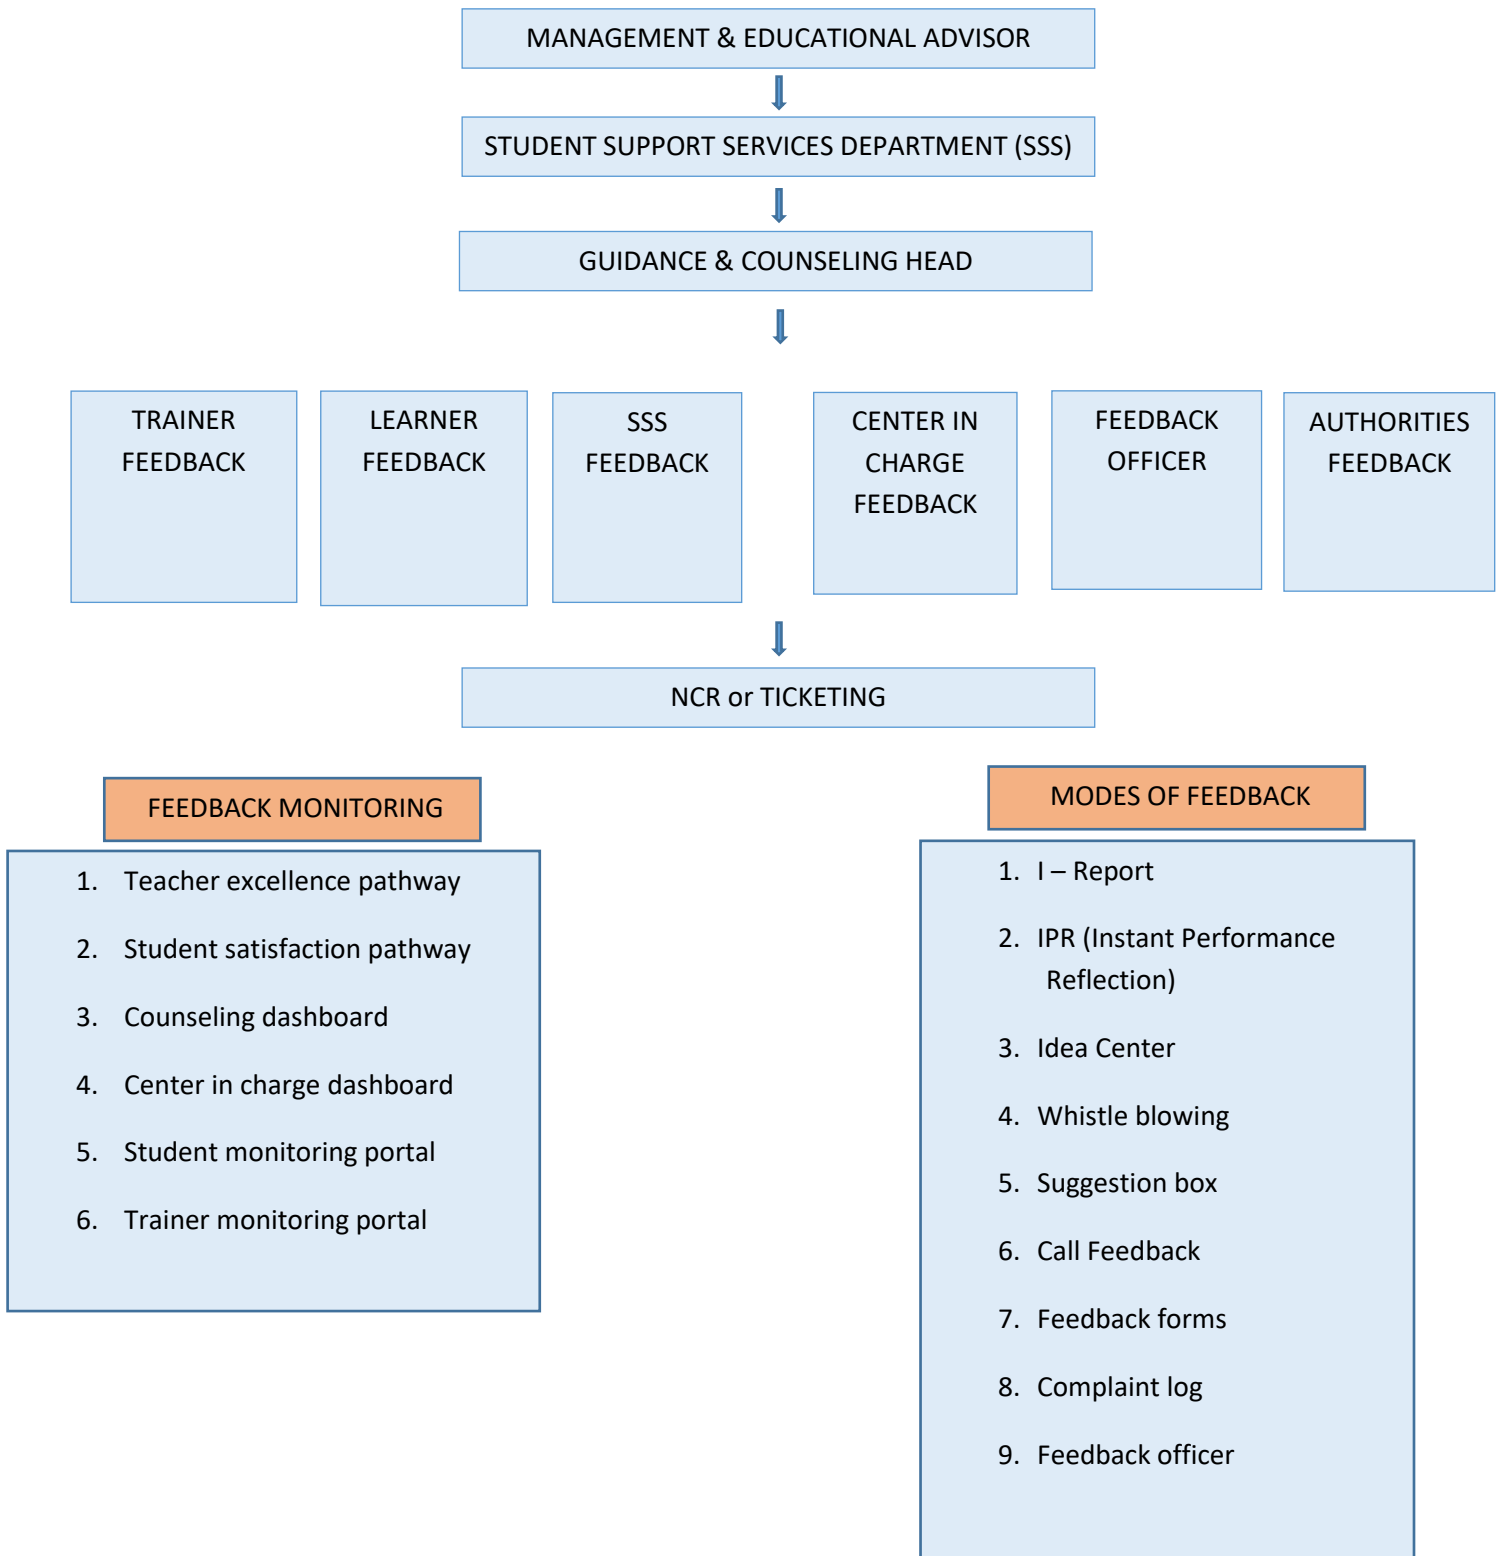 MANAGEMENT & EDUCATIONAL ADVISOR
STUDENT SUPPORT SERVICES DEPARTMENT (SSS)
GUIDANCE & COUNSELING HEAD
TRAINER
FEEDBACK
LEARNER
FEEDBACK
SSS
FEEDBACK
CENTER IN
CHARGE
FEEDBACK
FEEDBACK
OFFICER
AUTHORITIES
FEEDBACK
NCR or TICKETING
FEEDBACK MONITORING
1. Teacher excellence pathway
2. Student satisfaction pathway
3. Counseling dashboard
4. Center in charge dashboard
5. Student monitoring portal
6. Trainer monitoring portal
MODES OF FEEDBACK
1. I – Report
2. IPR (Instant Performance
Reflection)
3. Idea Center
4. Whistle blowing
5. Suggestion box
6. Call Feedback
7. Feedback forms
8. Complaint log
9. Feedback officer